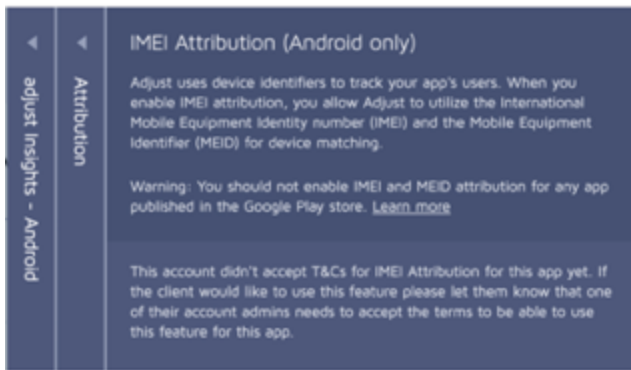 adjust Insights - Android
Attribution
IMEI Attribution (Android only)
Adjust uses device identifiers to track your app's users. When you
enable IMEI attribution, you allow Adjust to utilize the International
Mobile Equipment Identity number (IMEI) and the Mobile Equipment
Identifier (MEID) for device matching.
Warning: You should not enable IMEI and MEID attribution for any app
published in the Google Play store. Learn more
This account didn't accept T&Cs for IMEI Attribution for this app yet. If
the client would like to use this feature please let them know that one
of their account admins needs to accept the terms to be able to use
this feature for this app.